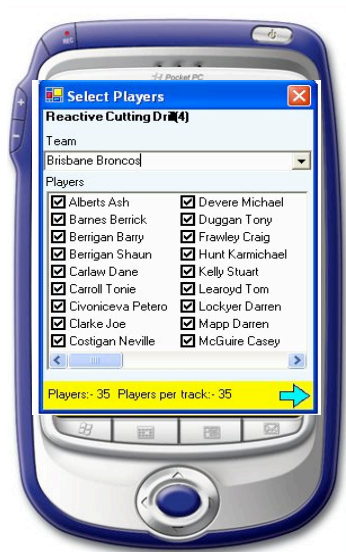 REC
Pocket PC
Select Players
Reactive Cutting Drill(4)
Team
Brisbane Broncos
Players
Alberts Ash
Devere Michael
Barnes Berrick
Duggan Tony
Berrigan Barry
Frawley Craig
Berrigan Shaun
Hunt Karmichael
Carlaw Dane
Kelly Stuart
Carroll Tonie
Learoyd Tom
Civoniceva Petero
Lockyer Darren
Clarke Joe
Mapp Darren
Costigan Neville
McGuire Casey
Players:- 35 Players per track:- 35